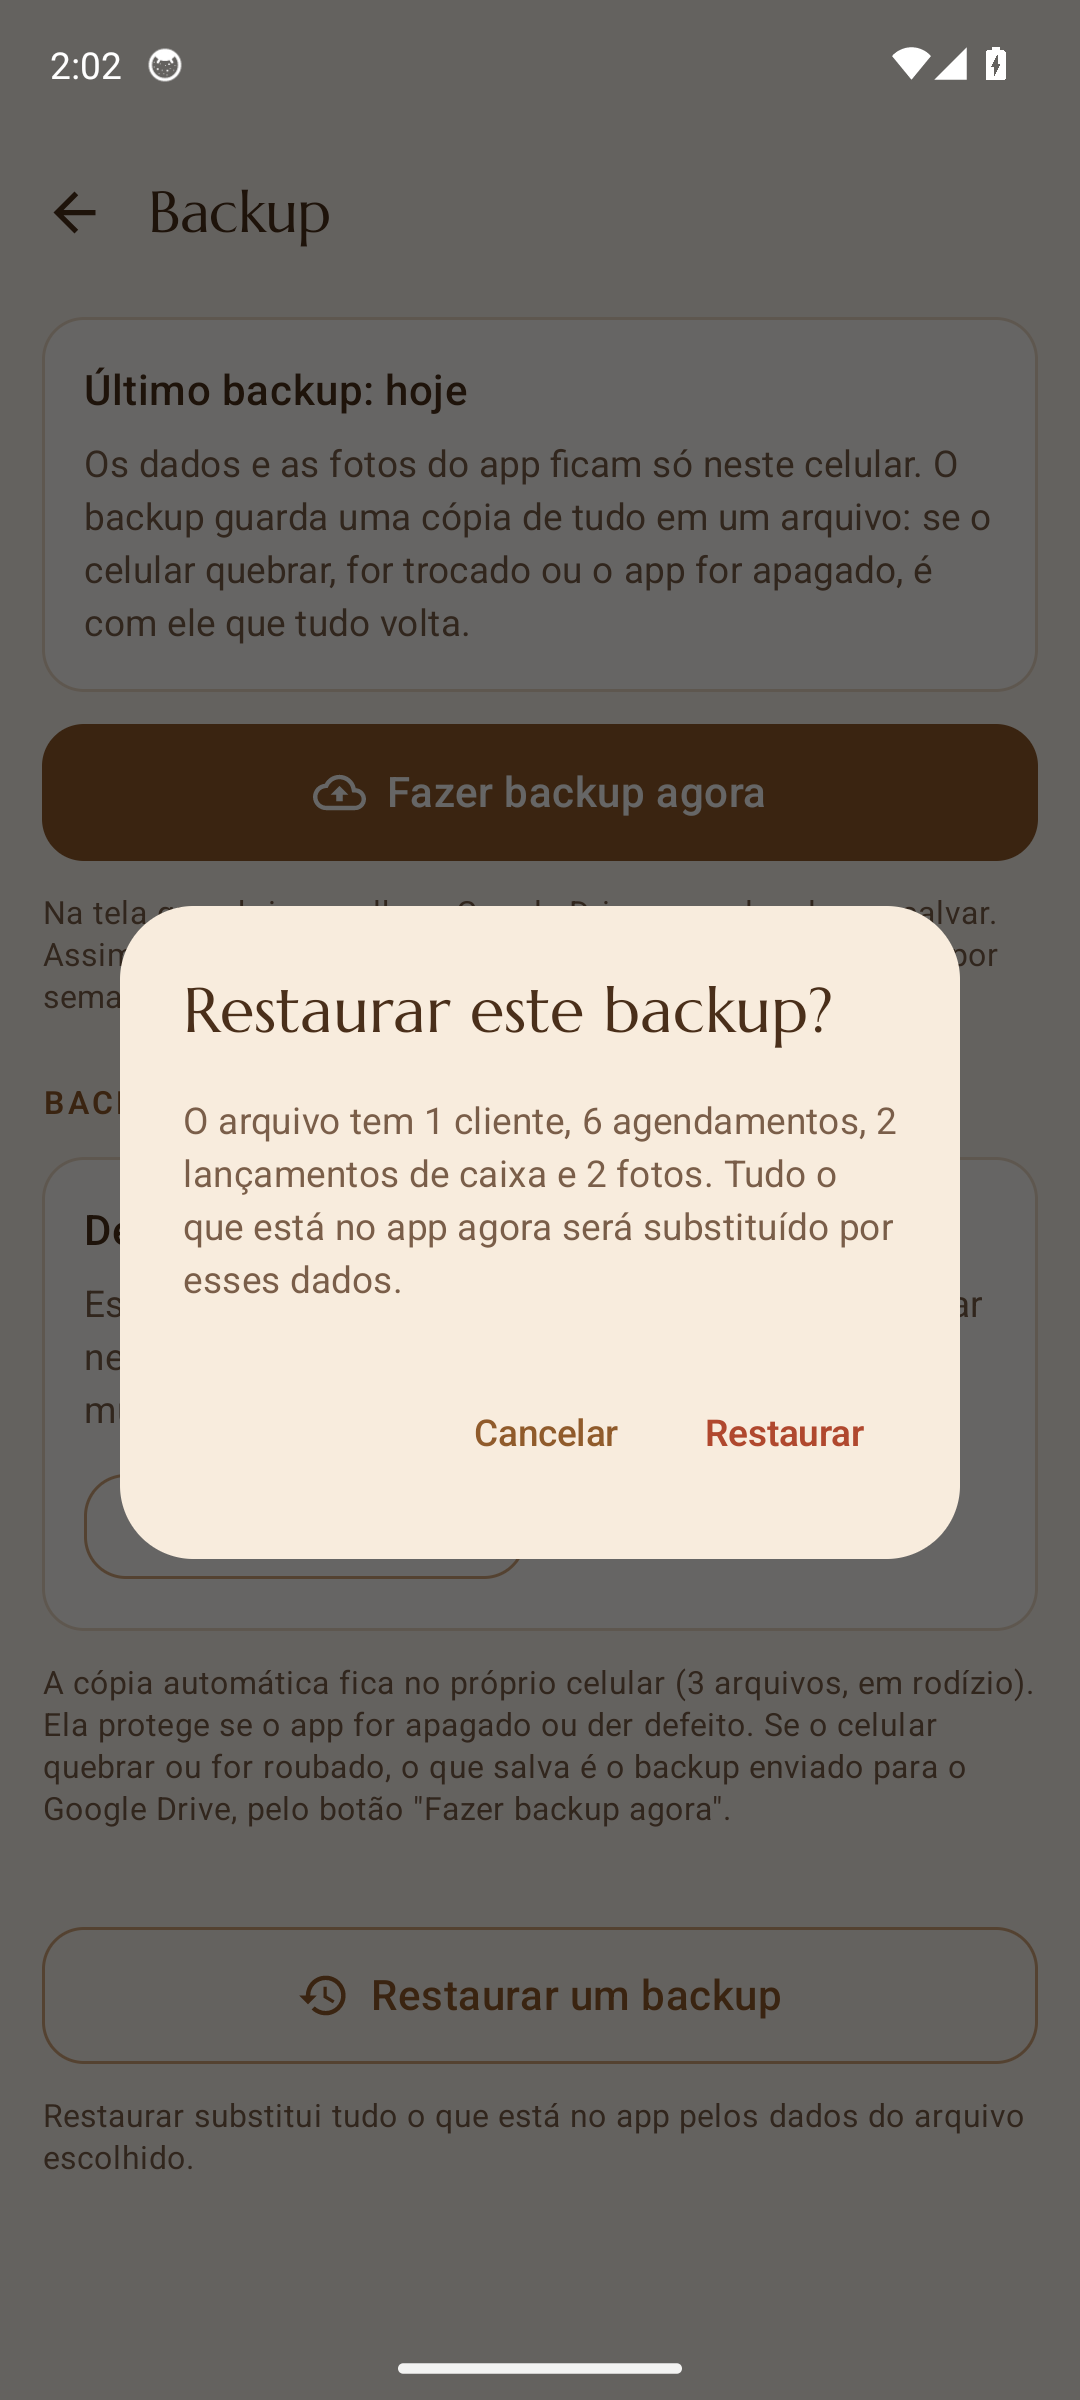 2:02
Backup
Último backup: hoje
Os dados e as fotos do app ficam só neste celular. O
backup guarda uma cópia de tudo em um arquivo: se o
celular quebrar, for trocado ou o app for apagado, é
com ele que tudo volta.
Fazer backup agora
Na tela
Restaurar este backup?
O arquivo tem 1 cliente, 6 agendamentos, 2
lançamentos de caixa e 2 fotos. Tudo o
que está no app agora será substituído por
esses dados.
Cancelar
Restaurar
A cópia automática fica no próprio celular (3 arquivos, em rodízio).
Ela protege se o app for apagado ou der defeito. Se o celular
quebrar ou for roubado, o que salva é o backup enviado para o
Google Drive, pelo botão "Fazer backup agora".
Restaurar um backup
Restaurar substitui tudo o que está no app pelos dados do arquivo
escolhido.